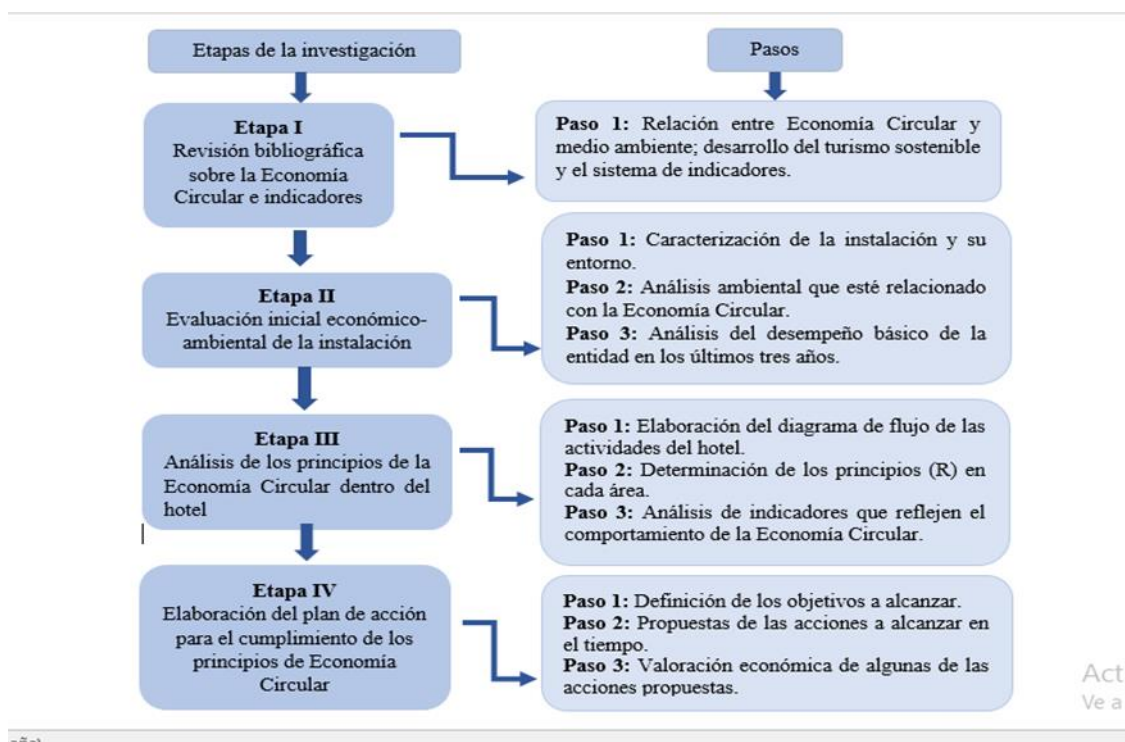 Etapas de la investigación
Pasos
Etapa I
Revisión bibliográfica
sobre la Economía
Circular e indicadores
Paso 1: Relación entre Economía Circular y
medio ambiente; desarrollo del turismo sostenible
y el sistema de indicadores.
Etapa II
Evaluación inicial económico-
ambiental de la instalación
Paso 1: Caracterización de la instalación y su
entorno.
Paso 2: Análisis ambiental que esté relacionado
con la Economía Circular.
Paso 3: Análisis del desempeño básico de la
entidad en los últimos tres años.
Etapa III
Análisis de los principios de la
Economía Circular dentro del
hotel
Paso 1: Elaboración del diagrama de flujo de las
actividades del hotel.
Paso 2: Determinación de los principios (R) en
cada área.
Paso 3: Análisis de indicadores que reflejen el
comportamiento de la Economía Circular.
Etapa IV
Elaboración del plan de acción
para el cumplimiento de los
principios de Economía
Circular
Paso 1: Definición de los objetivos a alcanzar.
Paso 2: Propuestas de las acciones a alcanzar en
el tiempo.
Paso 3: Valoración económica de algunas de las
acciones propuestas.
Act
Ve a